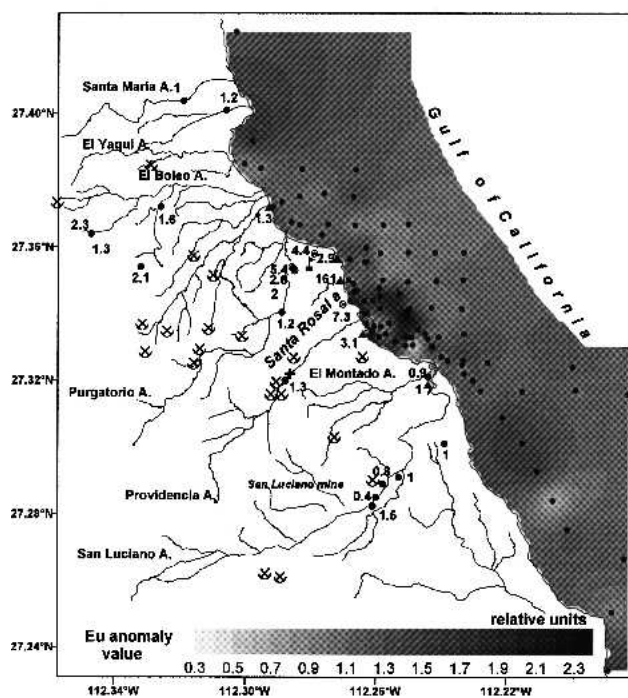 Santa Maria A. 1
1.2
27.40°N
El Yaqui A.
El Boleo A.
Gulf of California
2.3
1.3
1.6
1.3
27.36°N
2.1
4.4
2.9
5.4
2.6
2
161
7.3
1.2
Santa Rosal a.
3.1
27.32°N
El Montado A.
0.9
1
1.3
Purgatorio A.
1
0.8
San Luciano mine
1
Providencia A.
0.4
1.6
27.28°N
San Luciano A.
relative units
Eu anomaly
value
27.24°N
0.3 0.5 0.7 0.9 1.1 1.3 1.5 1.7 1.9 2.1 2.3
112.34°W 112.30°W 112.26°W 112.22°W